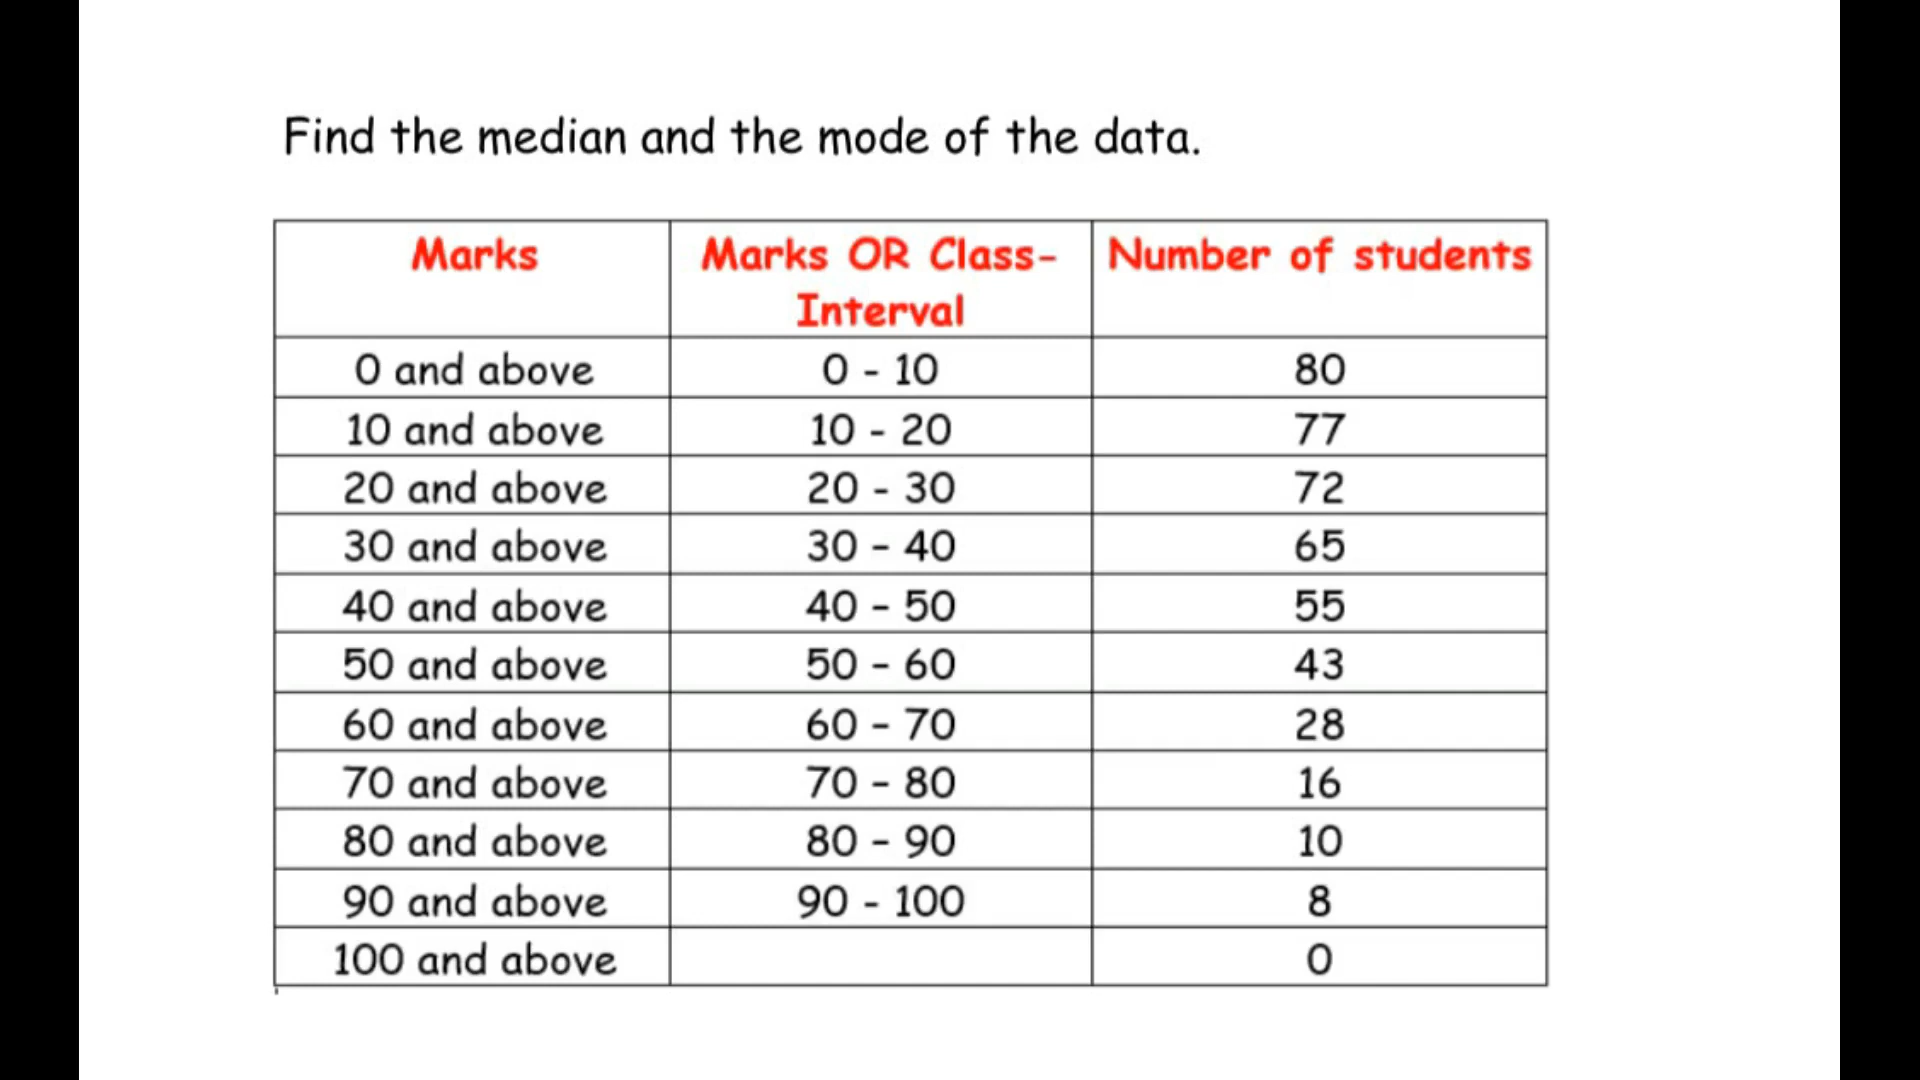 Find the median and the mode of the data.
Marks Marks OR Class- Number of students
Interval
0 and above 0 - 10 80
10 and above 10 - 20 77
20 and above 20 - 30 72
30 and above 30 - 40 65
40 and above 40 - 50 55
50 and above 50 - 60 43
60 and above 60 - 70 28
70 and above 70 - 80 16
80 and above 80 - 90 10
90 and above 90 - 100 8
100 and above 0